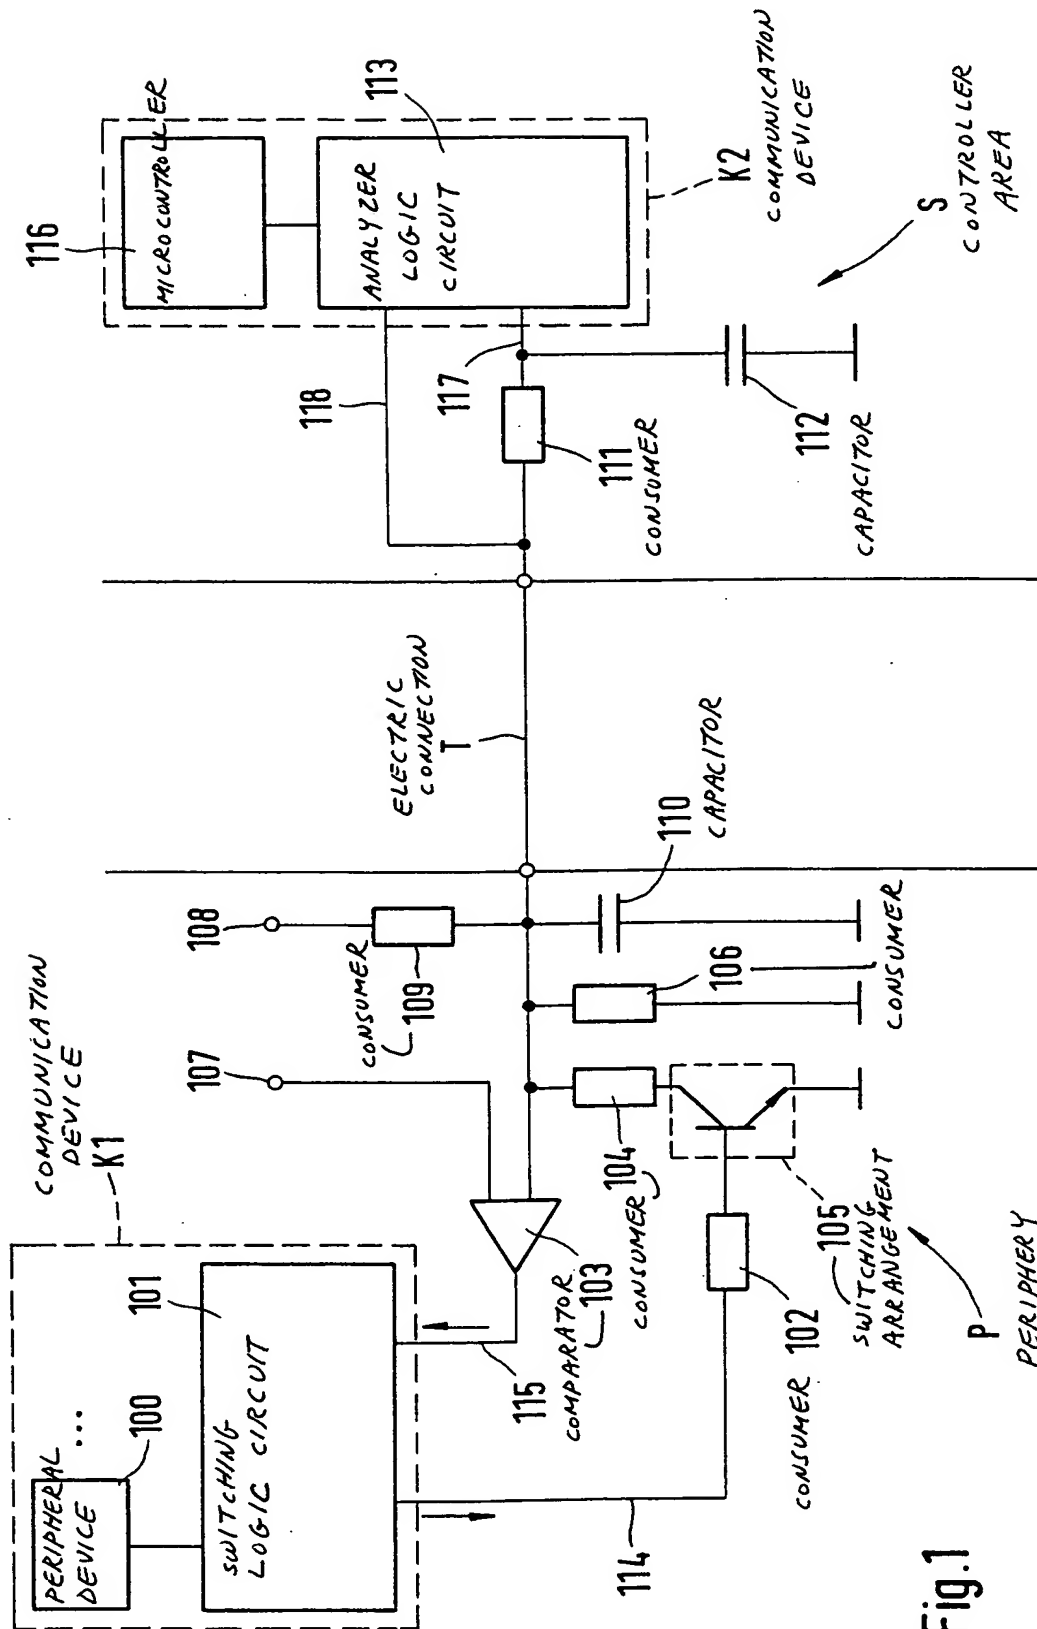 COMMUNICATION
DEVICE
K1
PERIPHERAL
DEVICE
...
100
SWITCHING
LOGIC CIRCUIT
101
114
115
COMPARATOR
103
107
108
CONSUMER
109
CONSUMER
104
CONSUMER 102
105
SWITCHING
ARRANGEMENT
P
PERIPHERY
106
CONSUMER
110
CAPACITOR
ELECTRIC
CONNECTION
T
118
117
111
CONSUMER
112
CAPACITOR
116
MICROCONTROLLER
113
ANALYZER
LOGIC
CIRCUIT
K2
COMMUNICATION
DEVICE
S
CONTROLLER
AREA
Fig.1